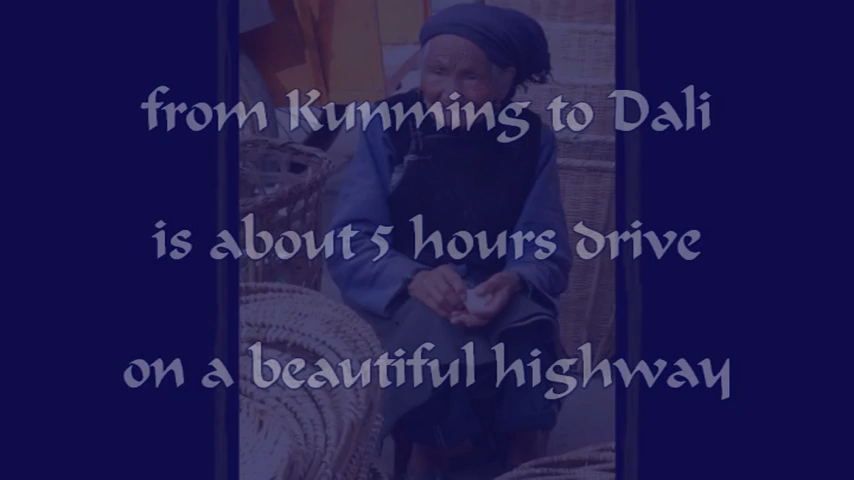 from Kunming to Dali
is about 5 hours drive
on a beautiful highway